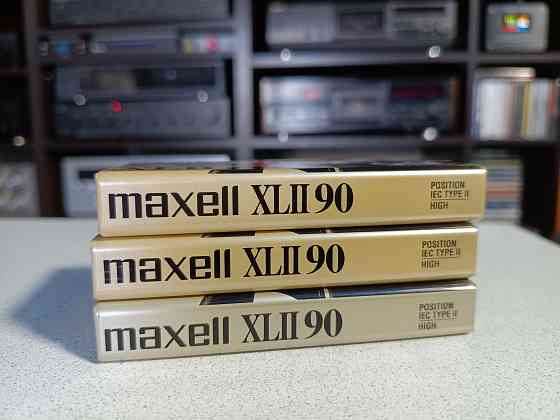 maxell XLII 90
POSITION
IEC TYPE II
HIGH
maxell XLII 90
POSITION
IEC TYPE II
HIGH
maxell XLII 90
POSITION
IEC TYPE II
HIGH